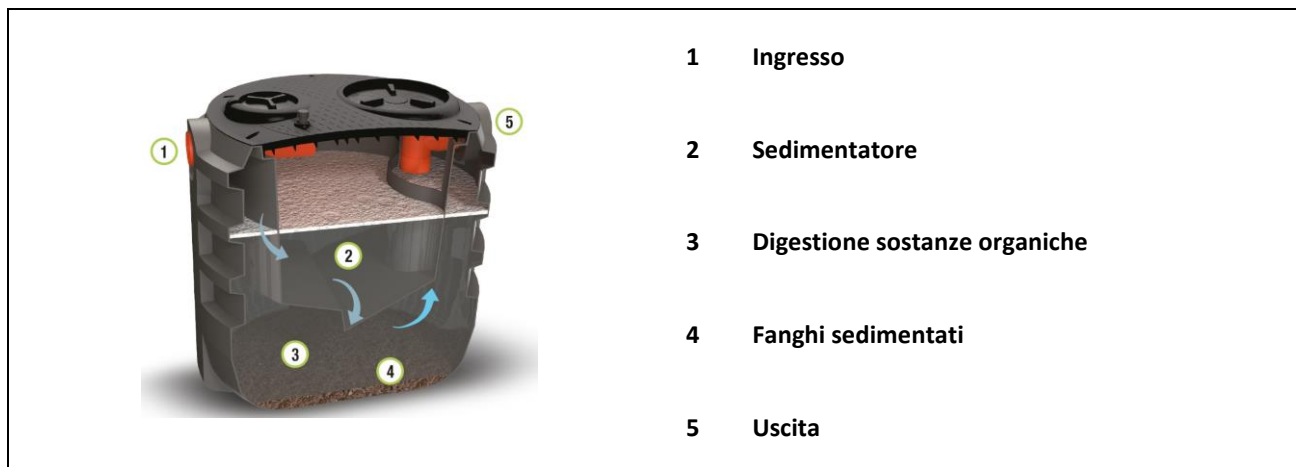 1 Ingresso
2 Sedimentatore
3 Digestione sostanze organiche
4 Fanghi sedimentati
5 Uscita
1
5
2
3
4